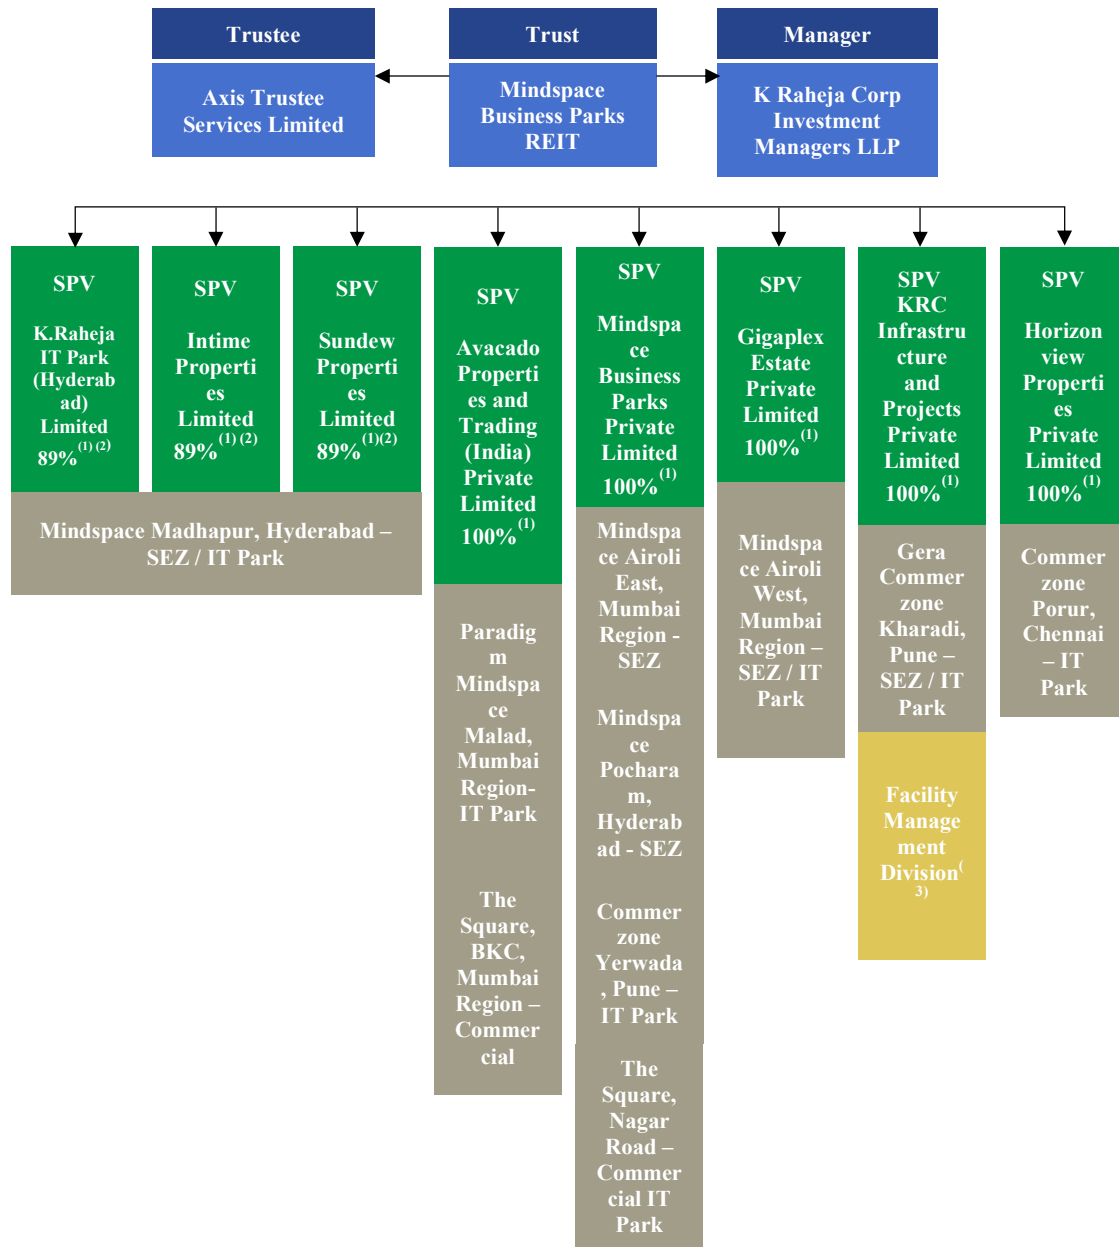 Trustee
Axis Trustee
Services Limited
Trust
Mindspace
Business Parks
REIT
Manager
K Raheja Corp
Investment
Managers LLP
SPV
K.Raheja
IT Park
(Hyderab
ad)
Limited
89%(1) (2)
SPV
Intime
Properti
es
Limited
89%(1) (2)
SPV
Sundew
Properti
es
Limited
89%(1)(2)
Mindspace Madhapur, Hyderabad –
SEZ / IT Park
SPV
Avacado
Properti
es and
Trading
(India)
Private
Limited
100%(1)
Paradig
m
Mindspa
ce
Malad,
Mumbai
Region-
IT Park
The
Square,
BKC,
Mumbai
Region –
Commer
cial
SPV
Mindspa
ce
Business
Parks
Private
Limited
100%(1)
Mindspa
ce Airoli
East,
Mumbai
Region -
SEZ
Mindspa
ce
Pochara
m,
Hyderab
ad - SEZ
Commer
zone
Yerwada
, Pune –
IT Park
The
Square,
Nagar
Road –
Commer
cial IT
Park
SPV
Gigaplex
Estate
Private
Limited
100%(1)
Mindspa
ce Airoli
West,
Mumbai
Region –
SEZ / IT
Park
SPV
KRC
Infrastru
cture
and
Projects
Private
Limited
100%(1)
Gera
Commer
zone
Kharadi,
Pune –
SEZ / IT
Park
Facility
Manage
ment
Division(
3)
SPV
Horizon
view
Properti
es
Private
Limited
100%(1)
Commer
zone
Porur,
Chennai
– IT
Park